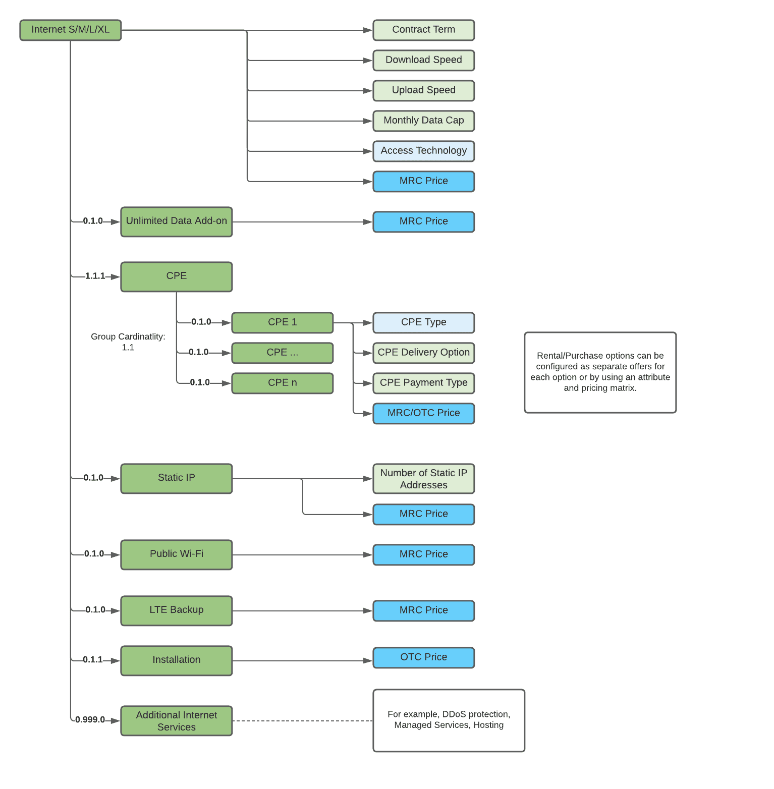 Internet S/M/L/XL
Contract Term
Download Speed
Upload Speed
Monthly Data Cap
Access Technology
MRC Price
0.1.0
Unlimited Data Add-on
MRC Price
1.1.1
CPE
Group Cardinatlity:
1.1
0.1.0
CPE 1
CPE Type
0.1.0
CPE ...
CPE Delivery Option
0.1.0
CPE n
CPE Payment Type
MRC/OTC Price
Rental/Purchase options can be
configured as separate offers for
each option or by using an attribute
and pricing matrix.
0.1.0
Static IP
Number of Static IP
Addresses
MRC Price
0.1.0
Public Wi-Fi
MRC Price
0.1.0
LTE Backup
MRC Price
0.1.1
Installation
OTC Price
0.999.0
Additional Internet
Services
For example, DDoS protection,
Managed Services, Hosting